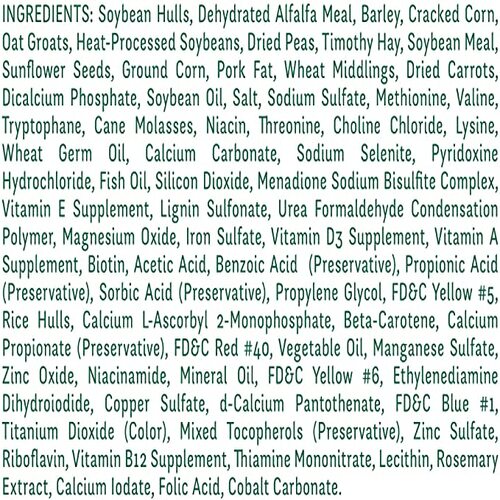 INGREDIENTS: Soybean Hulls, Dehydrated Alfalfa Meal, Barley, Cracked Corn,
Oat Groats, Heat-Processed Soybeans, Dried Peas, Timothy Hay, Soybean Meal,
Sunflower Seeds, Ground Corn, Pork Fat, Wheat Middlings, Dried Carrots,
Dicalcium Phosphate, Soybean Oil, Salt, Sodium Sulfate, Methionine, Valine,
Tryptophane, Cane Molasses, Niacin, Threonine, Choline Chloride, Lysine,
Wheat Germ Oil, Calcium Carbonate, Sodium Selenite, Pyridoxine
Hydrochloride, Fish Oil, Silicon Dioxide, Menadione Sodium Bisulfite Complex,
Vitamin E Supplement, Lignin Sulfonate, Urea Formaldehyde Condensation
Polymer, Magnesium Oxide, Iron Sulfate, Vitamin D3 Supplement, Vitamin A
Supplement, Biotin, Acetic Acid, Benzoic Acid (Preservative), Propionic Acid
(Preservative), Sorbic Acid (Preservative), Propylene Glycol, FD&C Yellow #5,
Rice Hulls, Calcium L-Ascorbyl 2-Monophosphate, Beta-Carotene, Calcium
Propionate (Preservative), FD&C Red #40, Vegetable Oil, Manganese Sulfate,
Zinc Oxide, Niacinamide, Mineral Oil, FD&C Yellow #6, Ethylenediamine
Dihydroiodide, Copper Sulfate, d-Calcium Pantothenate, FD&C Blue #1,
Titanium Dioxide (Color), Mixed Tocopherols (Preservative), Zinc Sulfate,
Riboflavin, Vitamin B12 Supplement, Thiamine Mononitrate, Lecithin, Rosemary
Extract, Calcium Iodate, Folic Acid, Cobalt Carbonate.